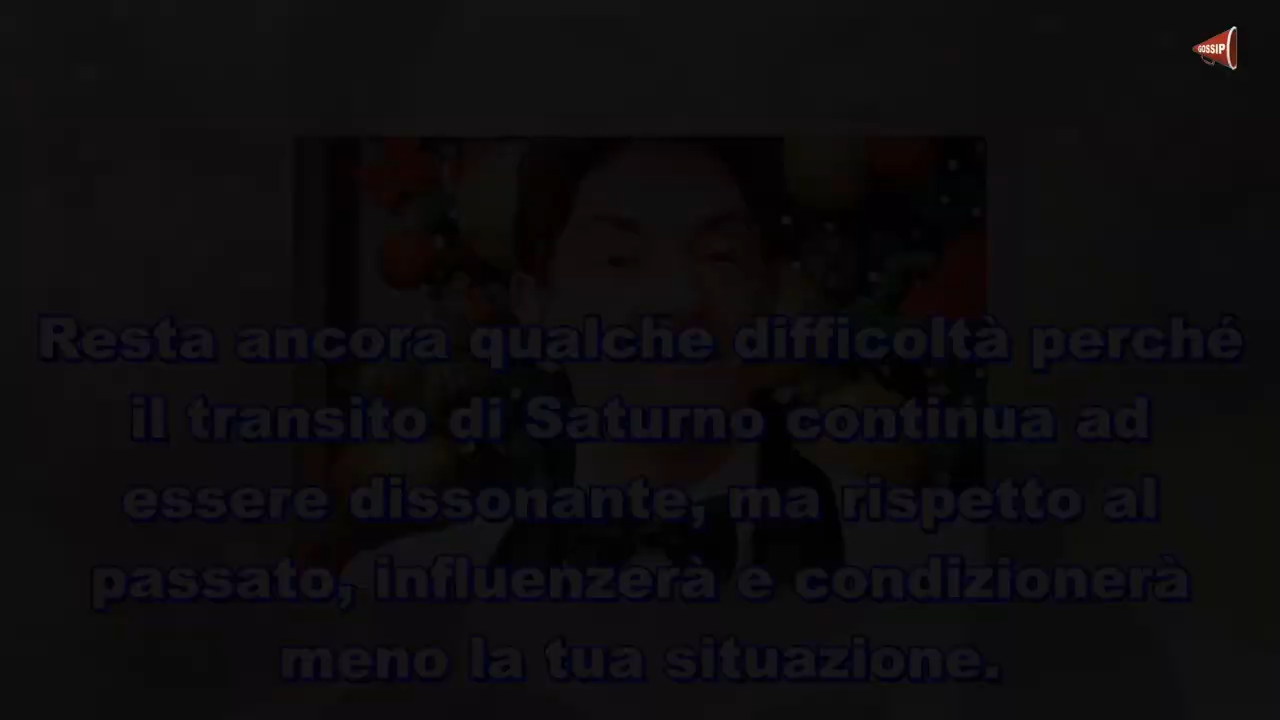 GOSSIP
Resta ancora qualche difficoltà perché
il transito di Saturno continua ad
essere dissonante, ma rispetto al
passato, influenzerà e condizionerà
meno la tua situazione.